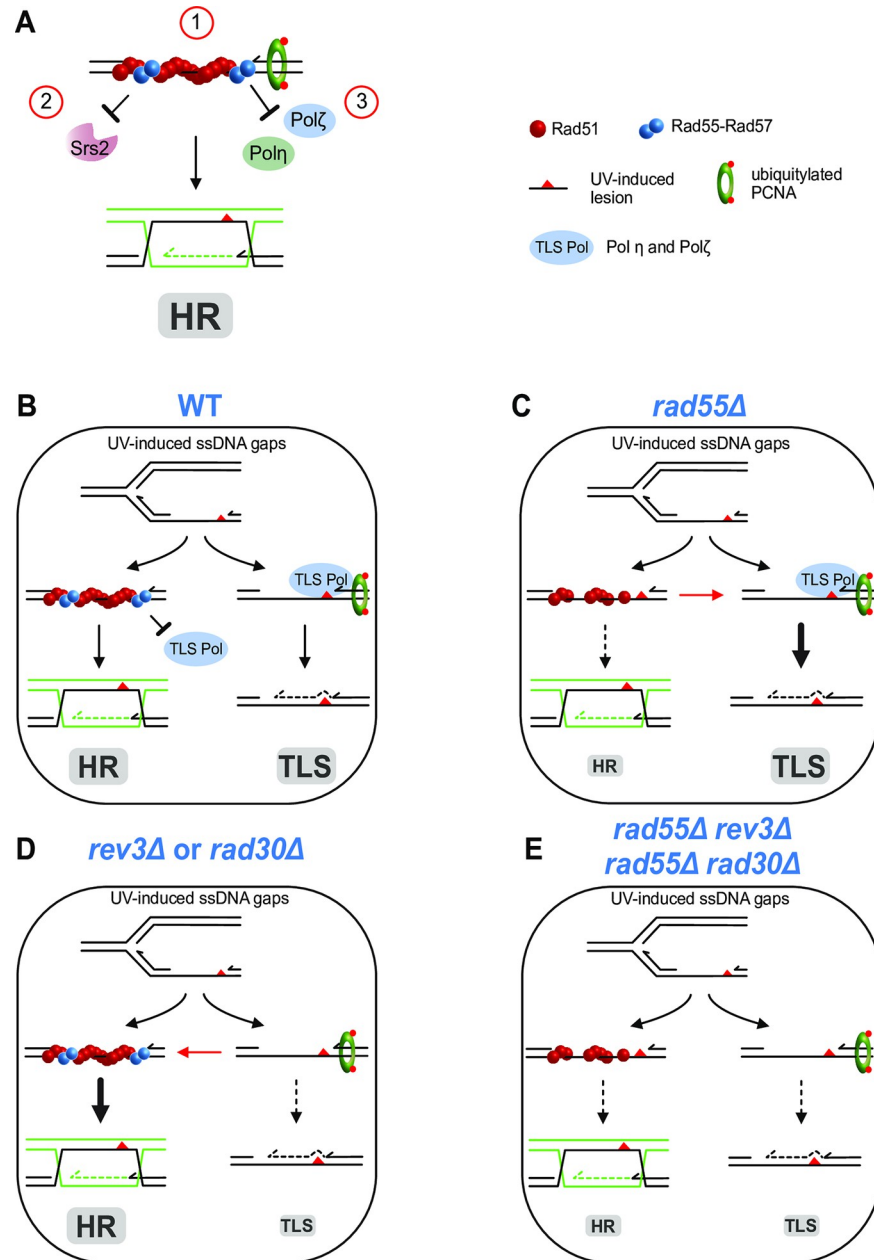 A
1
2
3
Srs2
Polζ
Polη
HR
Rad51
Rad55-Rad57
UV-induced
lesion
ubiquitylated
PCNA
TLS Pol
Pol η and Polζ
B
WT
UV-induced ssDNA gaps
TLS Pol
TLS Pol
HR
TLS
C
rad55Δ
UV-induced ssDNA gaps
TLS Pol
HR
TLS
D
rev3Δ or rad30Δ
UV-induced ssDNA gaps
HR
TLS
E
rad55Δ rev3Δ
rad55Δ rad30Δ
UV-induced ssDNA gaps
HR
TLS